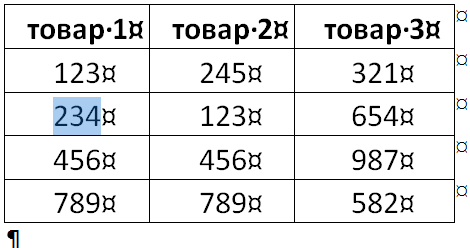 товар·1¤ товар·2¤ товар·3¤ ¤
123¤ 245¤ 321¤ ¤
234¤ 123¤ 654¤ ¤
456¤ 456¤ 987¤ ¤
789¤ 789¤ 582¤ ¤
¶